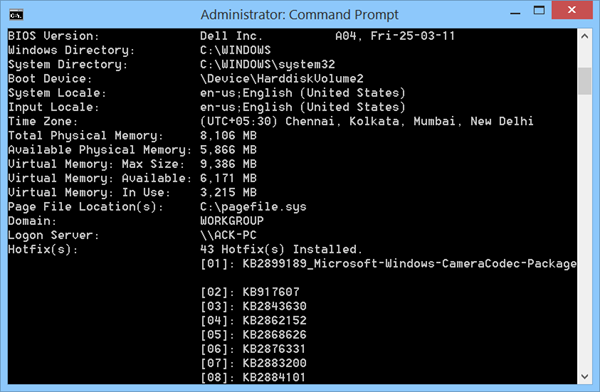 Administrator: Command Prompt
BIOS Version: Dell Inc. A04, Fri-25-03-11
Windows Directory: C:\WINDOWS
System Directory: C:\WINDOWS\system32
Boot Device: \Device\HarddiskVolume2
System Locale: en-us;English (United States)
Input Locale: en-us;English (United States)
Time Zone: (UTC+05:30) Chennai, Kolkata, Mumbai, New Delhi
Total Physical Memory: 8,106 MB
Available Physical Memory: 5,866 MB
Virtual Memory: Max Size: 9,386 MB
Virtual Memory: Available: 6,171 MB
Virtual Memory: In Use: 3,215 MB
Page File Location(s): C:\pagefile.sys
Domain: WORKGROUP
Logon Server: \\ACK-PC
Hotfix(s): 43 Hotfix(s) Installed.
[01]: KB2899189_Microsoft-Windows-CameraCodec-Package
[02]: KB917607
[03]: KB2843630
[04]: KB2862152
[05]: KB2868626
[06]: KB2876331
[07]: KB2883200
[08]: KB2884101